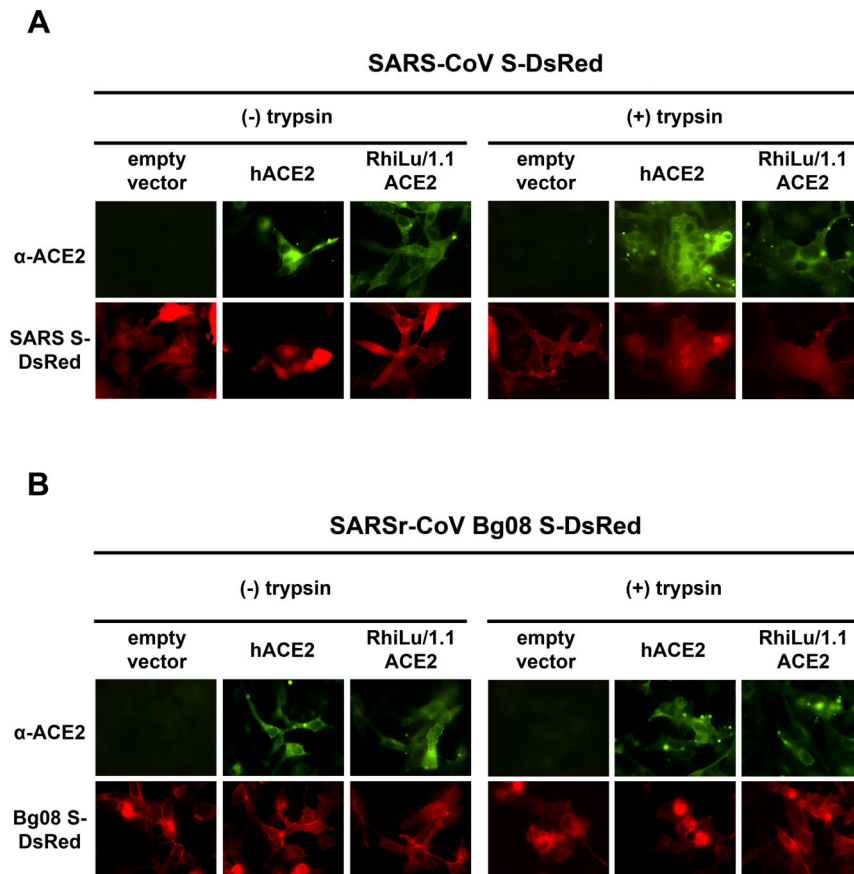 A
SARS-CoV S-DsRed
(-) trypsin
(+) trypsin
empty
vector
hACE2
RhiLu/1.1
ACE2
hACE2
empty
vector
RhiLu/1.1
ACE2
α-ACE2
SARS S-
DsRed
B
SARSr-CoV Bg08 S-DsRed
(-) trypsin
(+) trypsin
empty
vector
hACE2
RhiLu/1.1
ACE2
empty
vector
hACE2
RhiLu/1.1
ACE2
α-ACE2
Bg08 S-
DsRed